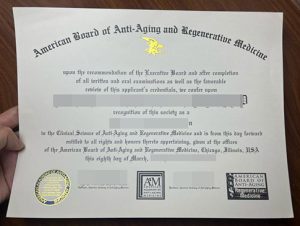 American Board of Anti-Aging and Regenerative Medicine
upon the recommendation of the Executive Board and after completion
of all written and oral examinations as well as the favorable
review of this applicant's credentials, we confer upon
recognition of this society as a
in the Clinical Science of Anti-Aging and Regenerative Medicine and is from this day forward
entitled to all rights and honors thereto appertaining, given at the offices
of the American Board of Anti-Aging and Regenerative Medicine, Chicago, Illinois, USA
this eighth day of March,
AMERICAN
BOARD OF
ANTI-AGING
Regenerative
Medicine